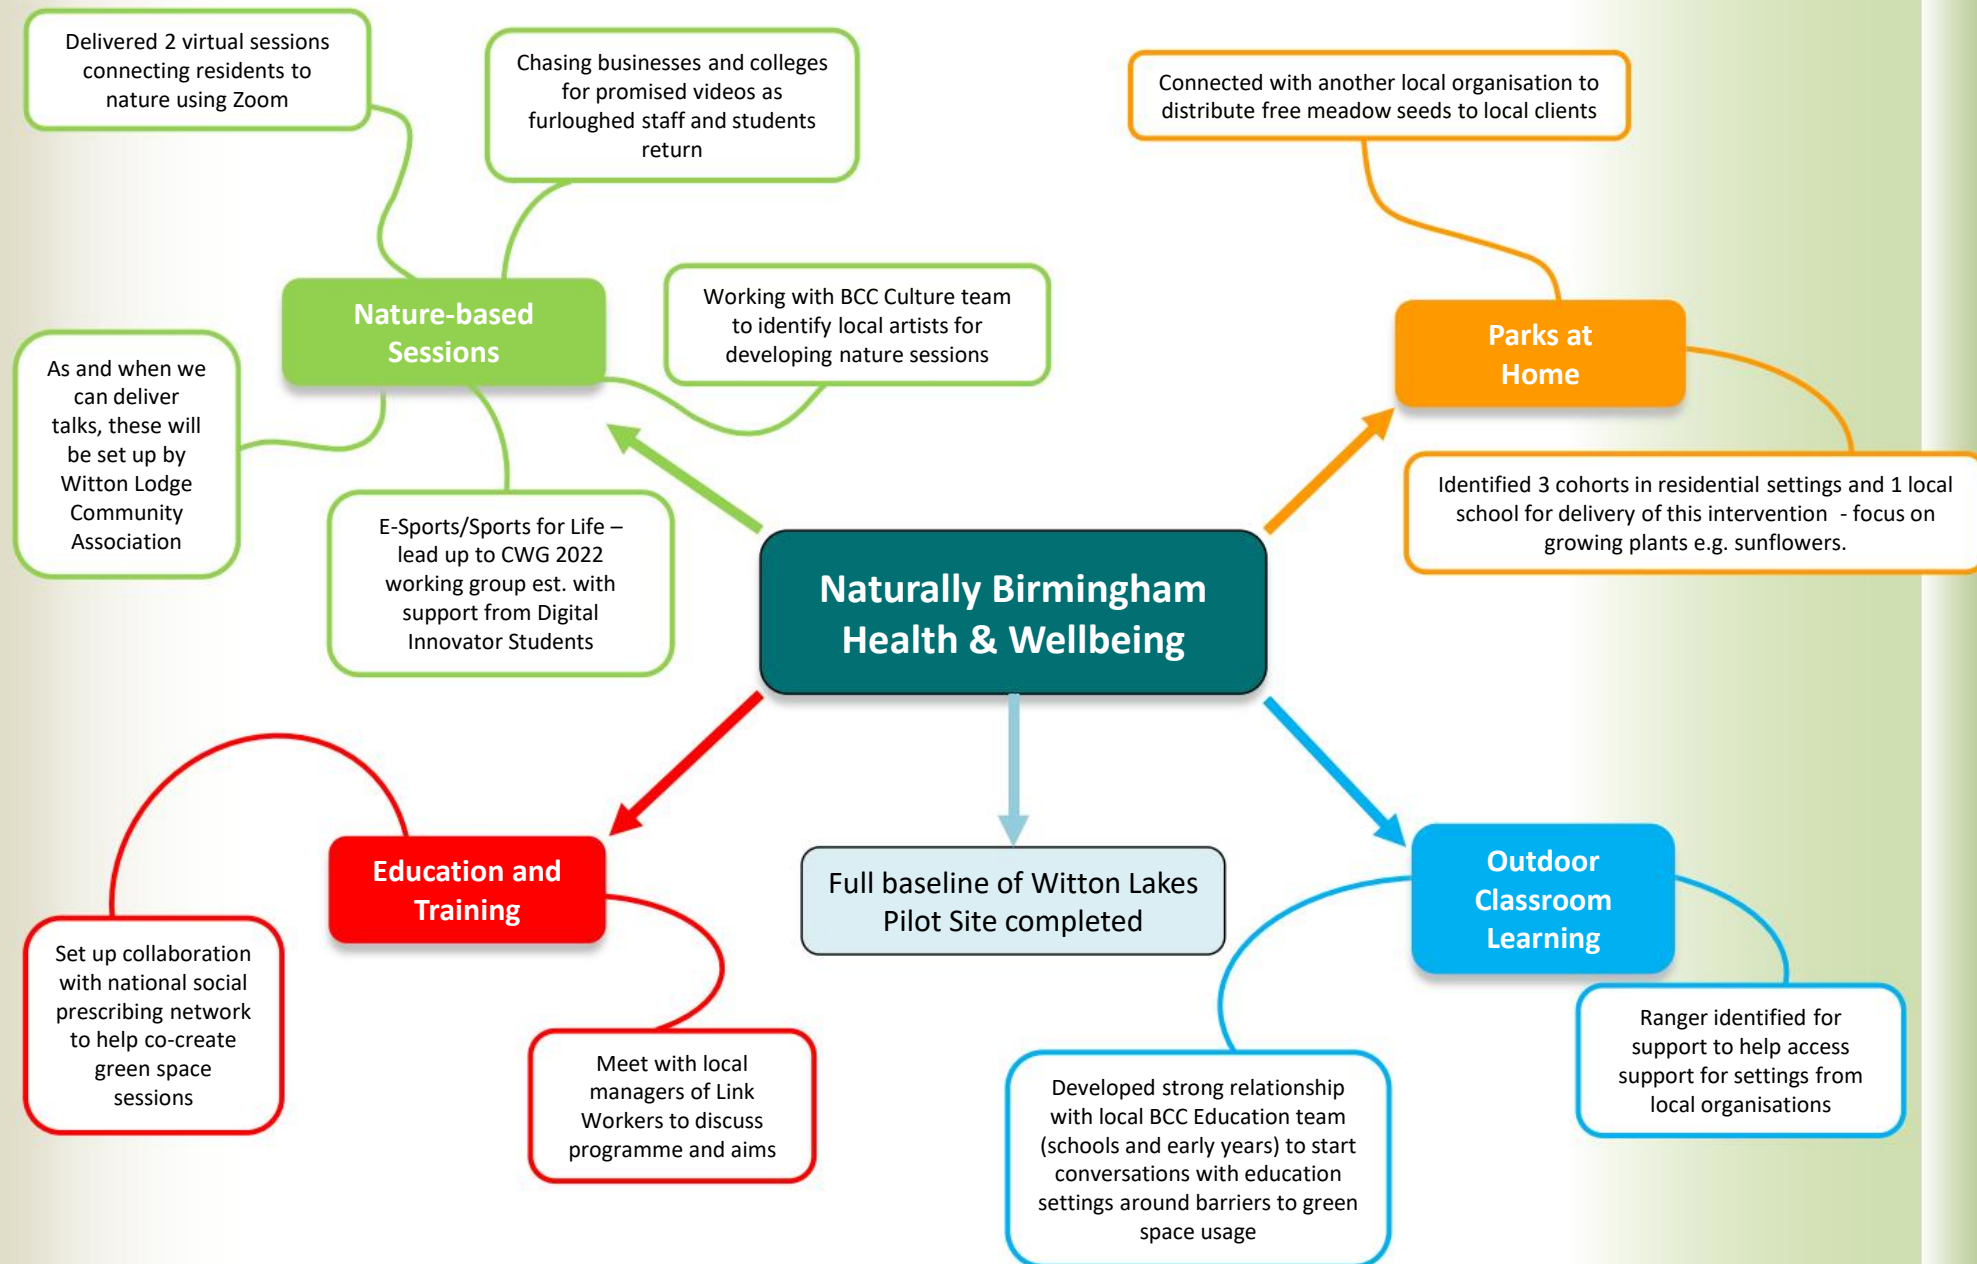 Delivered 2 virtual sessions
connecting residents to
nature using Zoom
Chasing businesses and colleges
for promised videos as
furloughed staff and students
return
Connected with another local organisation to
distribute free meadow seeds to local clients
Nature-based
Sessions
Working with BCC Culture team
to identify local artists for
developing nature sessions
Parks at
Home
As and when we
can deliver
talks, these will
be set up by
Witton Lodge
Community
Association
E-Sports/Sports for Life –
lead up to CWG 2022
working group est. with
support from Digital
Innovator Students
Identified 3 cohorts in residential settings and 1 local
school for delivery of this intervention  - focus on
growing plants e.g. sunflowers.
Naturally Birmingham
Health & Wellbeing
Education and
Training
Full baseline of Witton Lakes
Pilot Site completed
Outdoor
Classroom
Learning
Set up collaboration
with national social
prescribing network
to help co-create
green space
sessions
Meet with local
managers of Link
Workers to discuss
programme and aims
Developed strong relationship
with local BCC Education team
(schools and early years) to start
conversations with education
settings around barriers to green
space usage
Ranger identified for
support to help access
support for settings from
local organisations